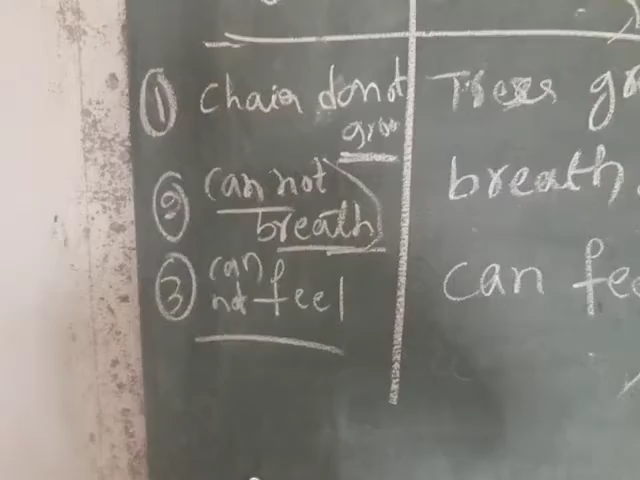 ① Chair donot
grow
② Can not
breath
③ can
not feel
Trees
breath
can